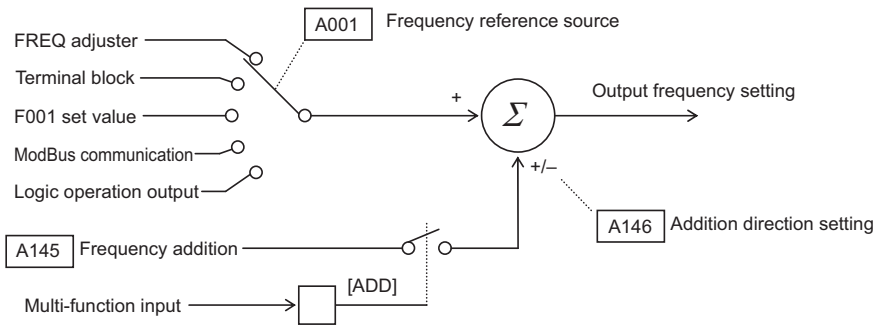 A001 Frequency reference source
FREQ adjuster
Terminal block
F001 set value
ModBus communication
Logic operation output
+
Σ
Output frequency setting
+/–
A146 Addition direction setting
A145 Frequency addition
Multi-function input
[ADD]